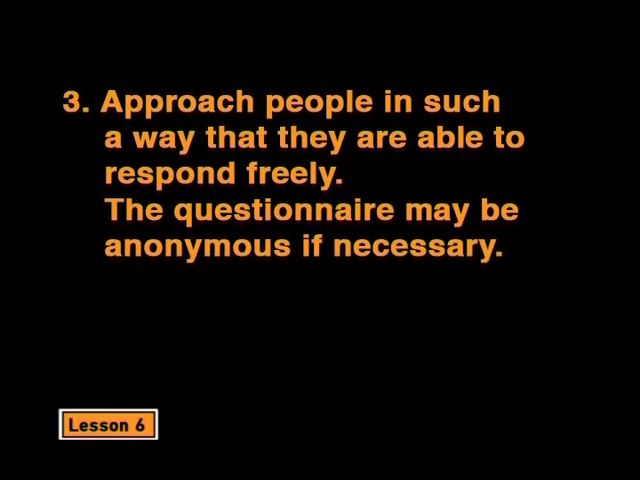 3. Approach people in such
a way that they are able to
respond freely.
The questionnaire may be
anonymous if necessary.
Lesson 6